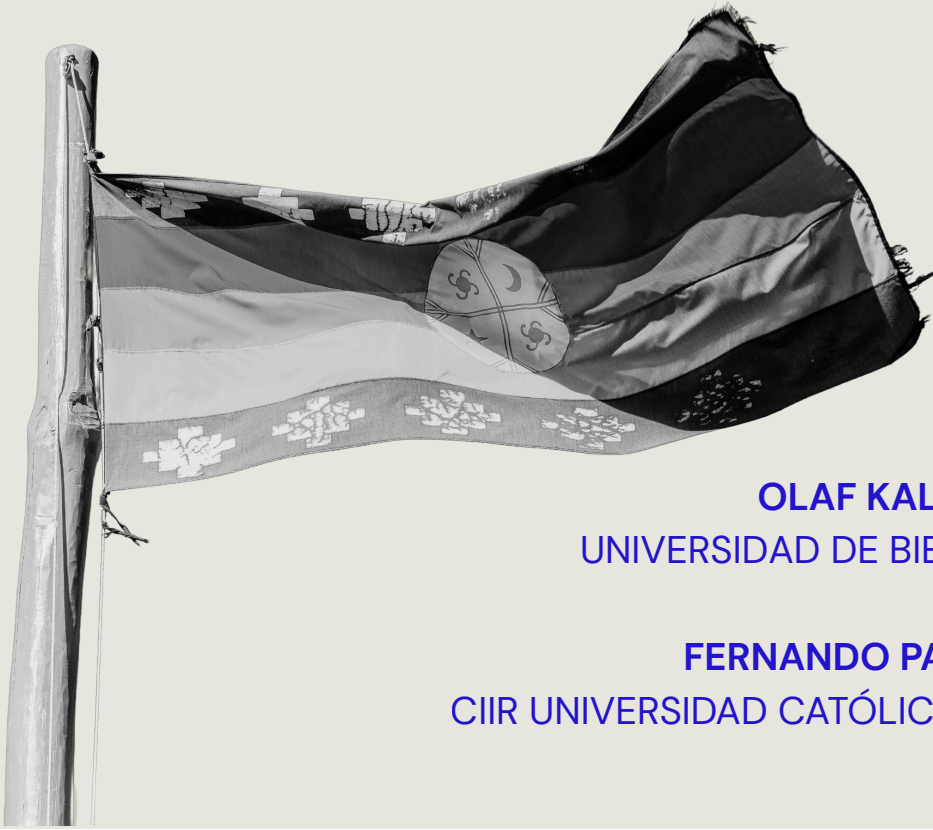 OLAF KAL
UNIVERSIDAD DE BIE
FERNANDO PA
CIIR UNIVERSIDAD CATÓLIC